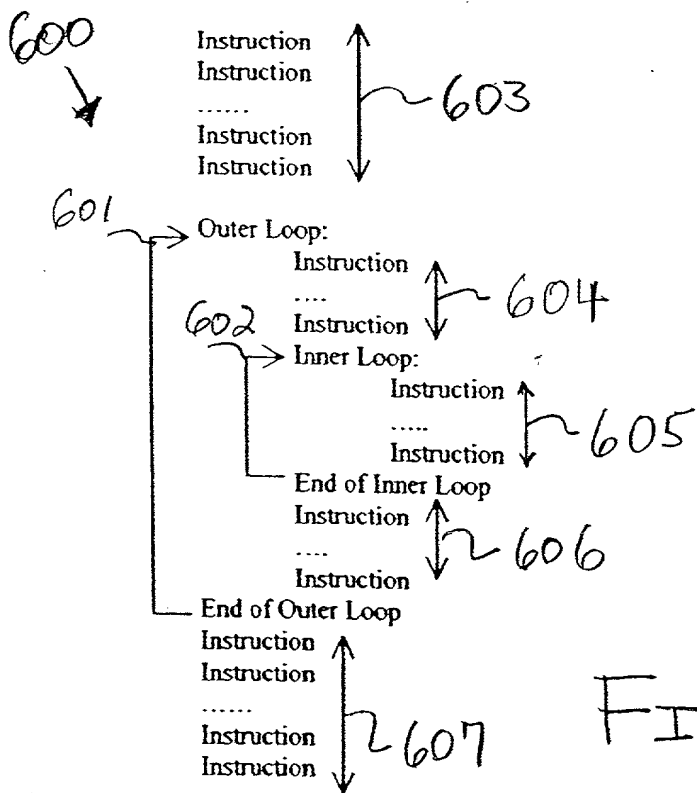 600
Instruction
Instruction
......
Instruction
Instruction
603
601
Outer Loop:
Instruction
....
Instruction
604
602
Inner Loop:
Instruction
.....
Instruction
605
End of Inner Loop
Instruction
....
Instruction
606
End of Outer Loop
Instruction
Instruction
......
Instruction
Instruction
607
FI